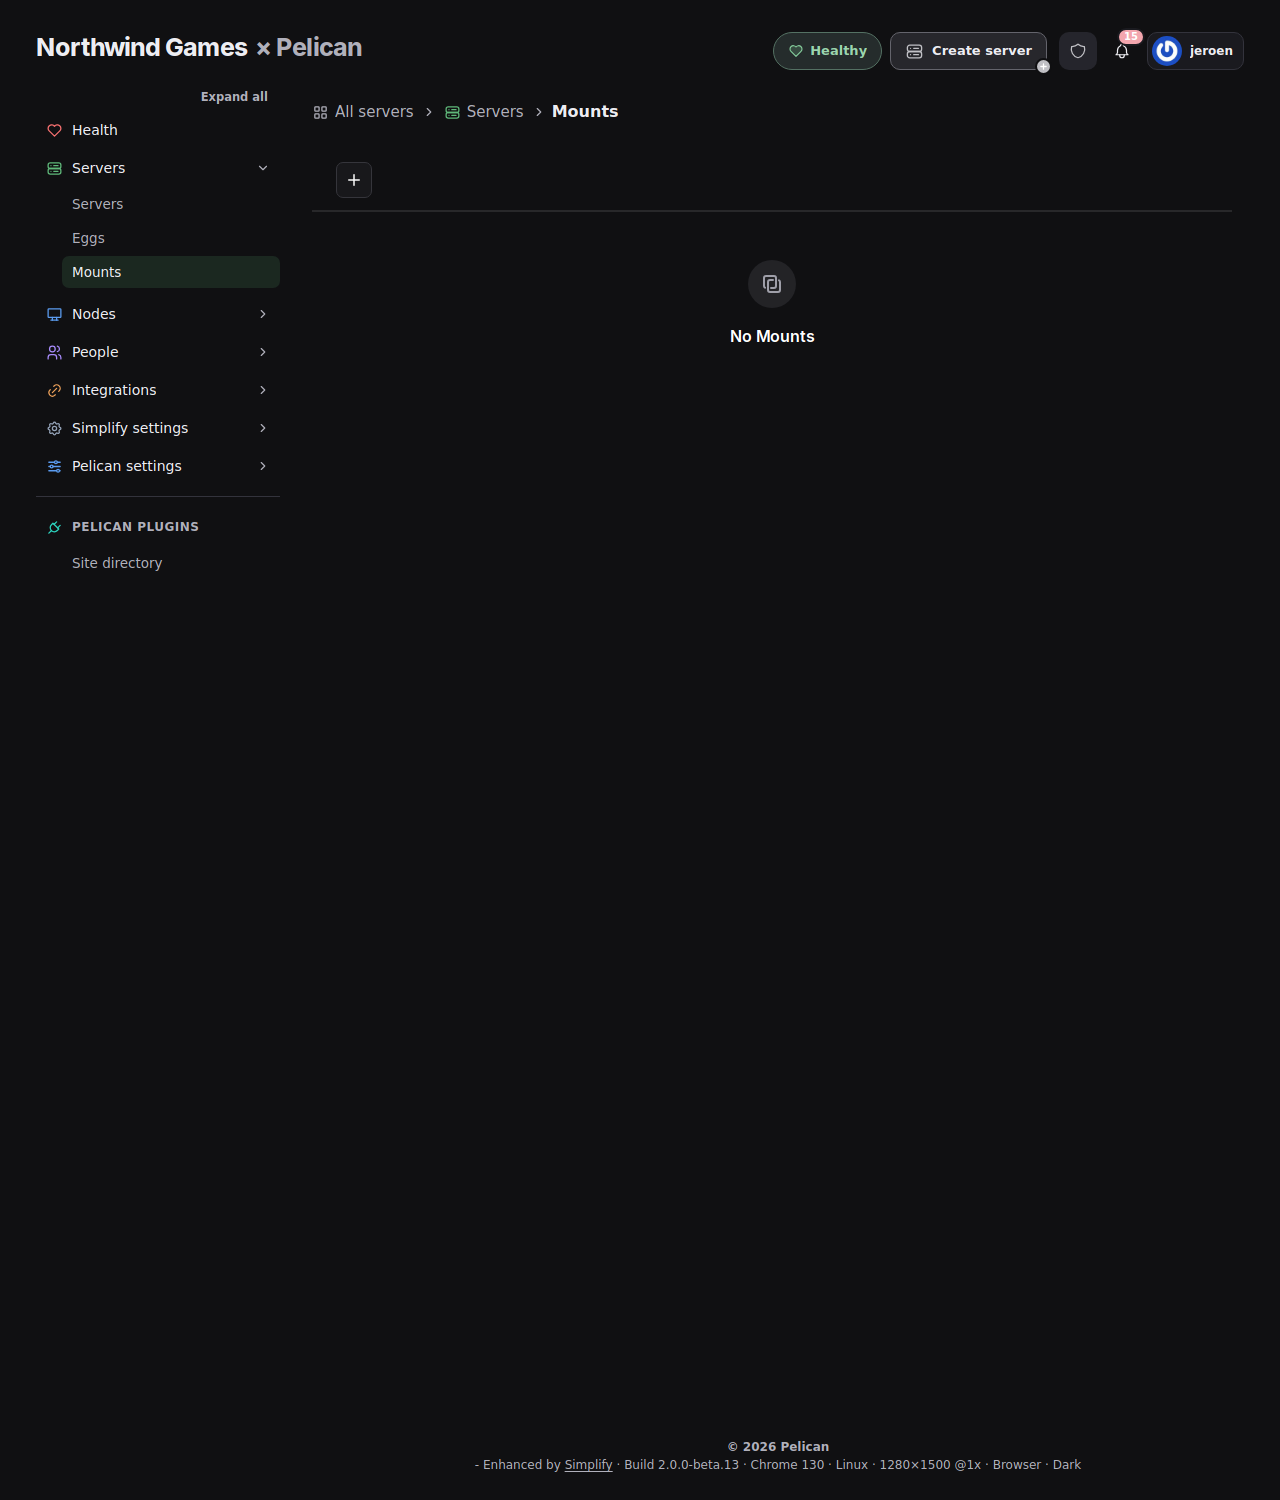 Northwind Games × Pelican
Healthy
Create server
15
jeroen
Expand all
Health
Servers
Servers
Eggs
Mounts
Nodes
People
Integrations
Simplify settings
Pelican settings
PELICAN PLUGINS
Site directory
All servers > Servers > Mounts
No Mounts
© 2026 Pelican
- Enhanced by Simplify · Build 2.0.0-beta.13 · Chrome 130 · Linux · 1280×1500 @1x · Browser · Dark